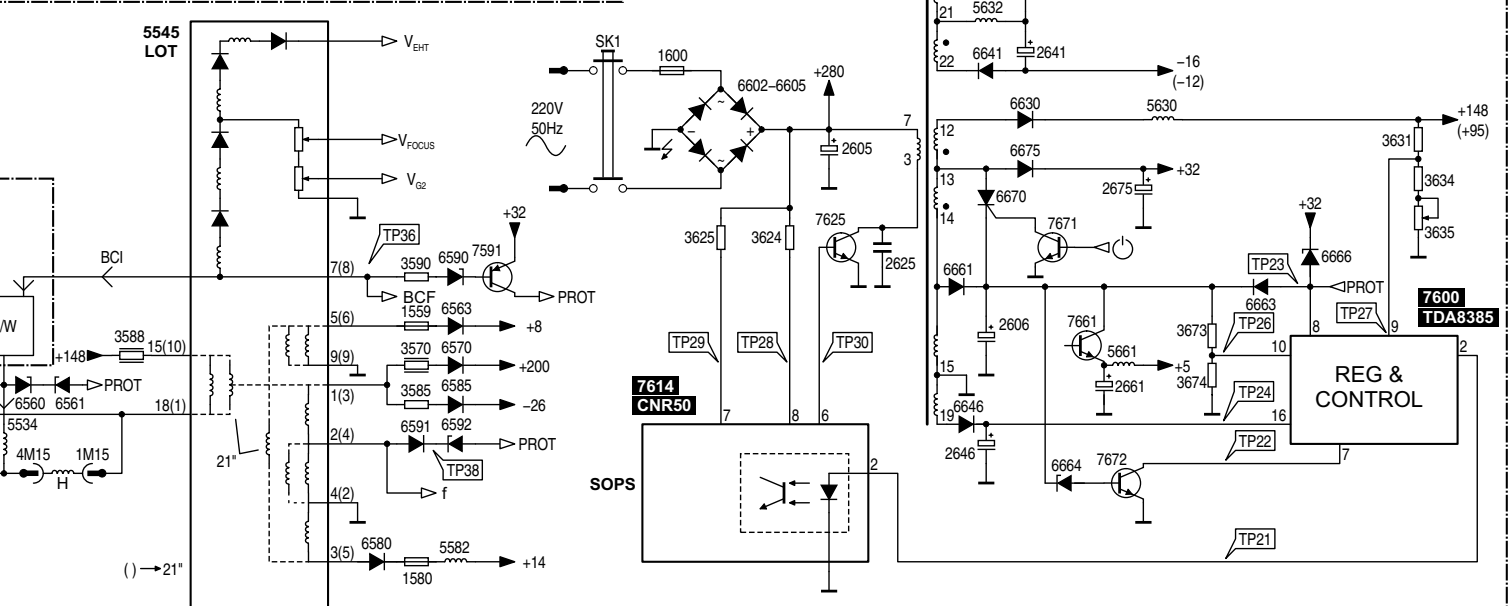 5545
LOT
V EHT
V FOCUS
V G2
BCI
7(8)
TP36
3590
6590
7591
+32
PROT
BCF
1559
6563
+8
5(6)
9(9)
3570
6570
+200
1(3)
3585
6585
−26
2(4)
6591
6592
PROT
TP38
f
4(2)
3(5)
6580
1580
5582
+14
/W
3588
+148
15(10)
PROT
6560
6561
18(1)
5534
4M15
1M15
H
21"
( ) → 21"
SK1
1600
220V
50Hz
6602−6605
~
−
+
~
+280
2605
7
3
3625
3624
7625
2625
TP29
TP28
TP30
7614
CNR50
7
8
6
2
SOPS
21
5632
22
6641
2641
−16
(−12)
12
6630
5630
+148
(+95)
13
6675
+32
2675
6670
14
7671
3631
3634
3635
6661
2606
15
19
6646
2646
7661
5661
+5
2661
3673
3674
TP23
6663
+32
6666
PROT
TP26
TP27
7600
TDA8385
8
9
10
2
REG &
CONTROL
TP24
16
TP22
7
6664
7672
TP21